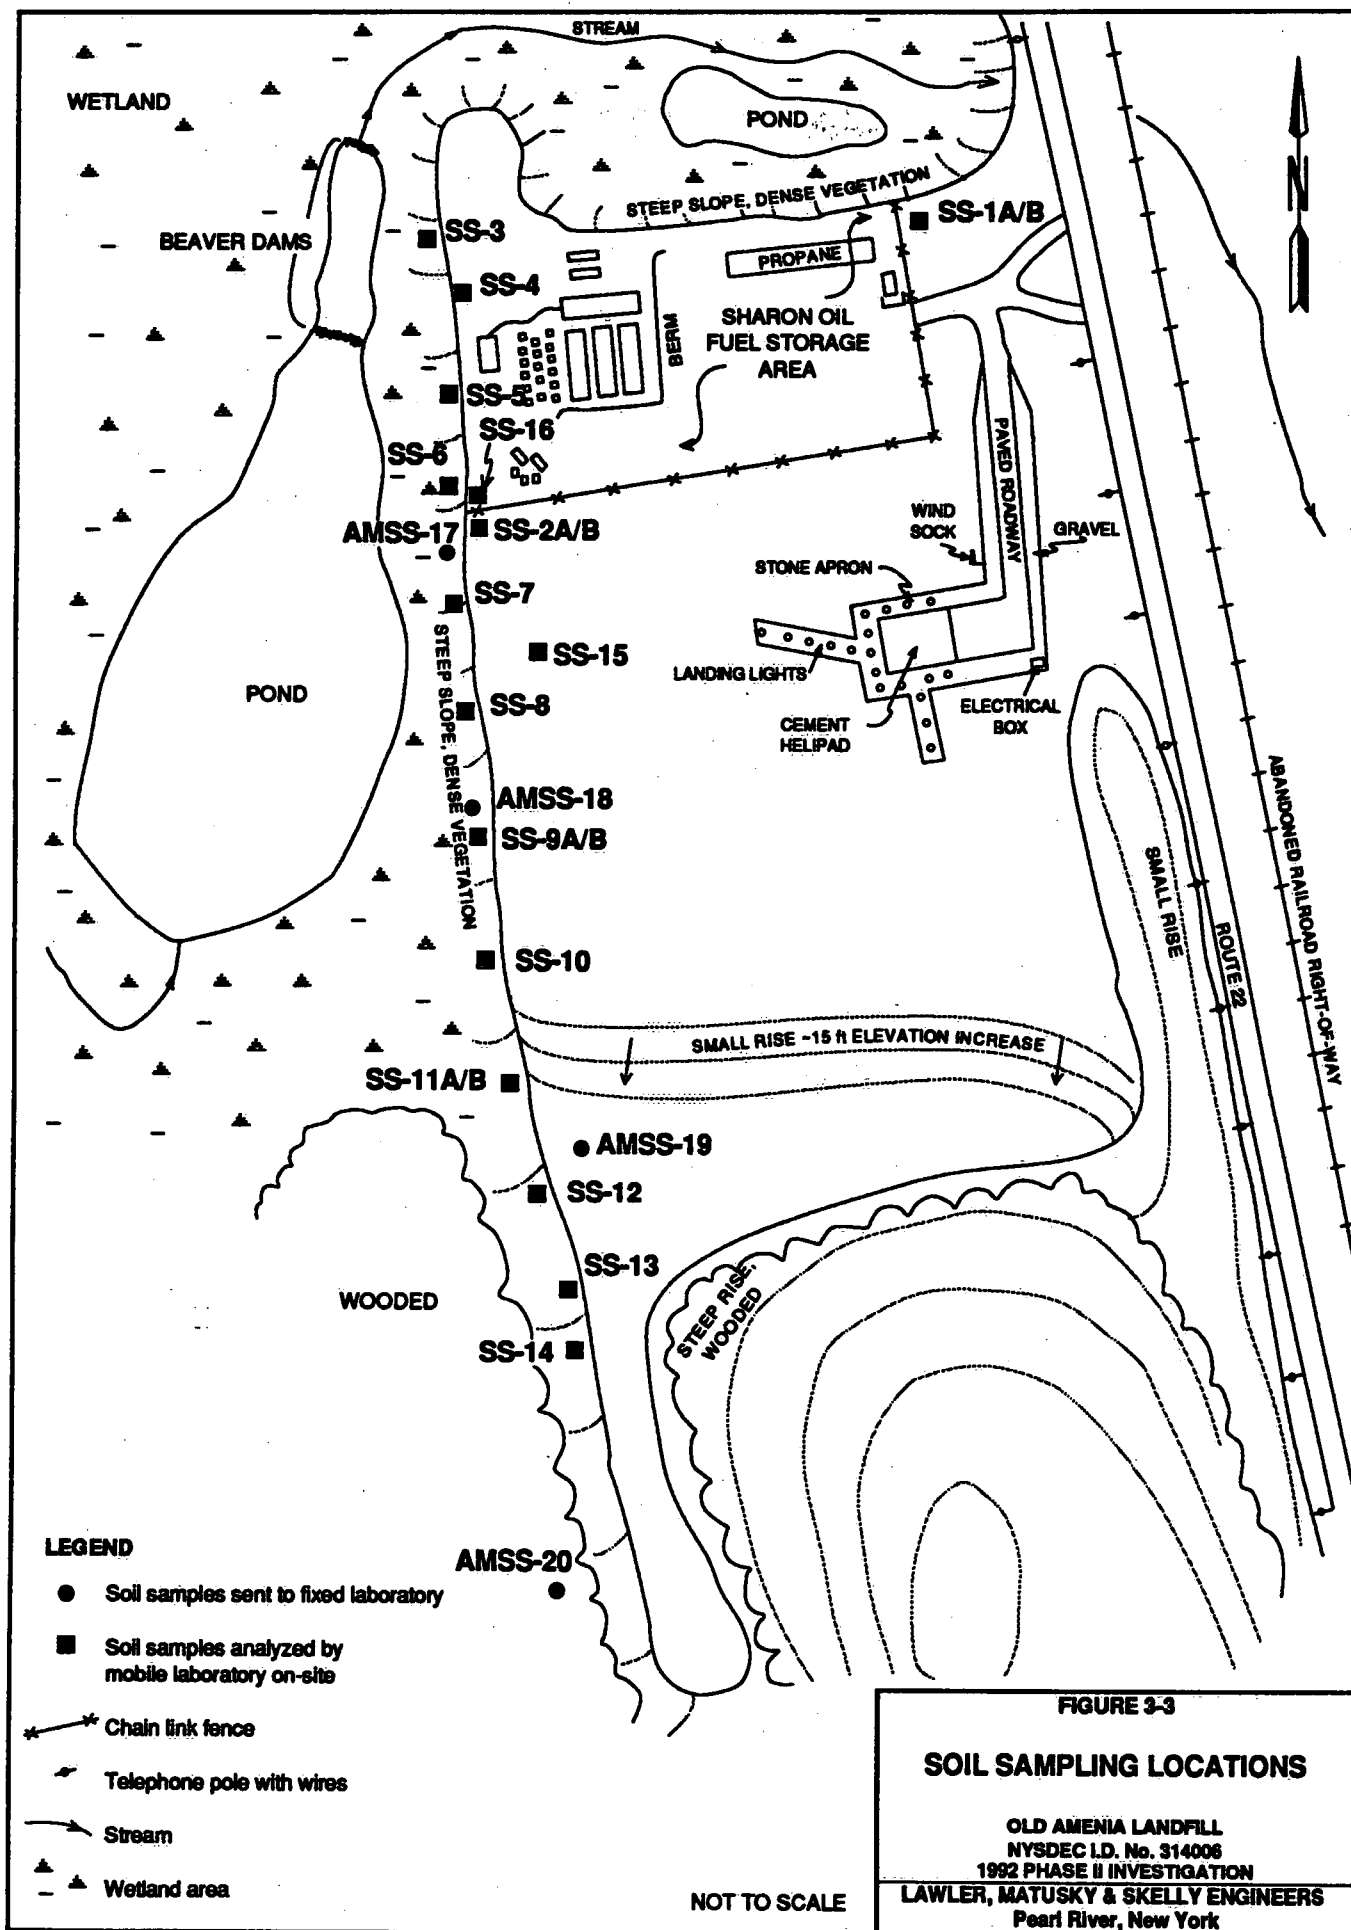 STREAM
WETLAND
POND
STEEP SLOPE, DENSE VEGETATION
SS-1A/B
SS-3
BEAVER DAMS
PROPANE
SS-4
SHARON OIL
FUEL STORAGE
AREA
BERM
SS-5
SS-16
SS-6
PAVED ROADWAY
WIND
SOCK
GRAVEL
AMSS-17
SS-2A/B
STONE APRON
SS-7
STEEP SLOPE, DENSE VEGETATION
SS-15
LANDING LIGHTS
POND
SS-8
CEMENT
HELIPAD
ELECTRICAL
BOX
AMSS-18
SS-9A/B
ABANDONED RAILROAD RIGHT-OF-WAY
SMALL RISE
ROUTE 22
SS-10
SMALL RISE ~15 ft ELEVATION INCREASE
SS-11A/B
AMSS-19
SS-12
SS-13
WOODED
STEEP RISE,
WOODED
SS-14
AMSS-20
LEGEND
Soil samples sent to fixed laboratory
Soil samples analyzed by
mobile laboratory on-site
Chain link fence
Telephone pole with wires
Stream
Wetland area
NOT TO SCALE
N
FIGURE 3-3
SOIL SAMPLING LOCATIONS
OLD AMENIA LANDFILL
NYSDEC I.D. No. 314006
1992 PHASE II INVESTIGATION
LAWLER, MATUSKY & SKELLY ENGINEERS
Pearl River, New York